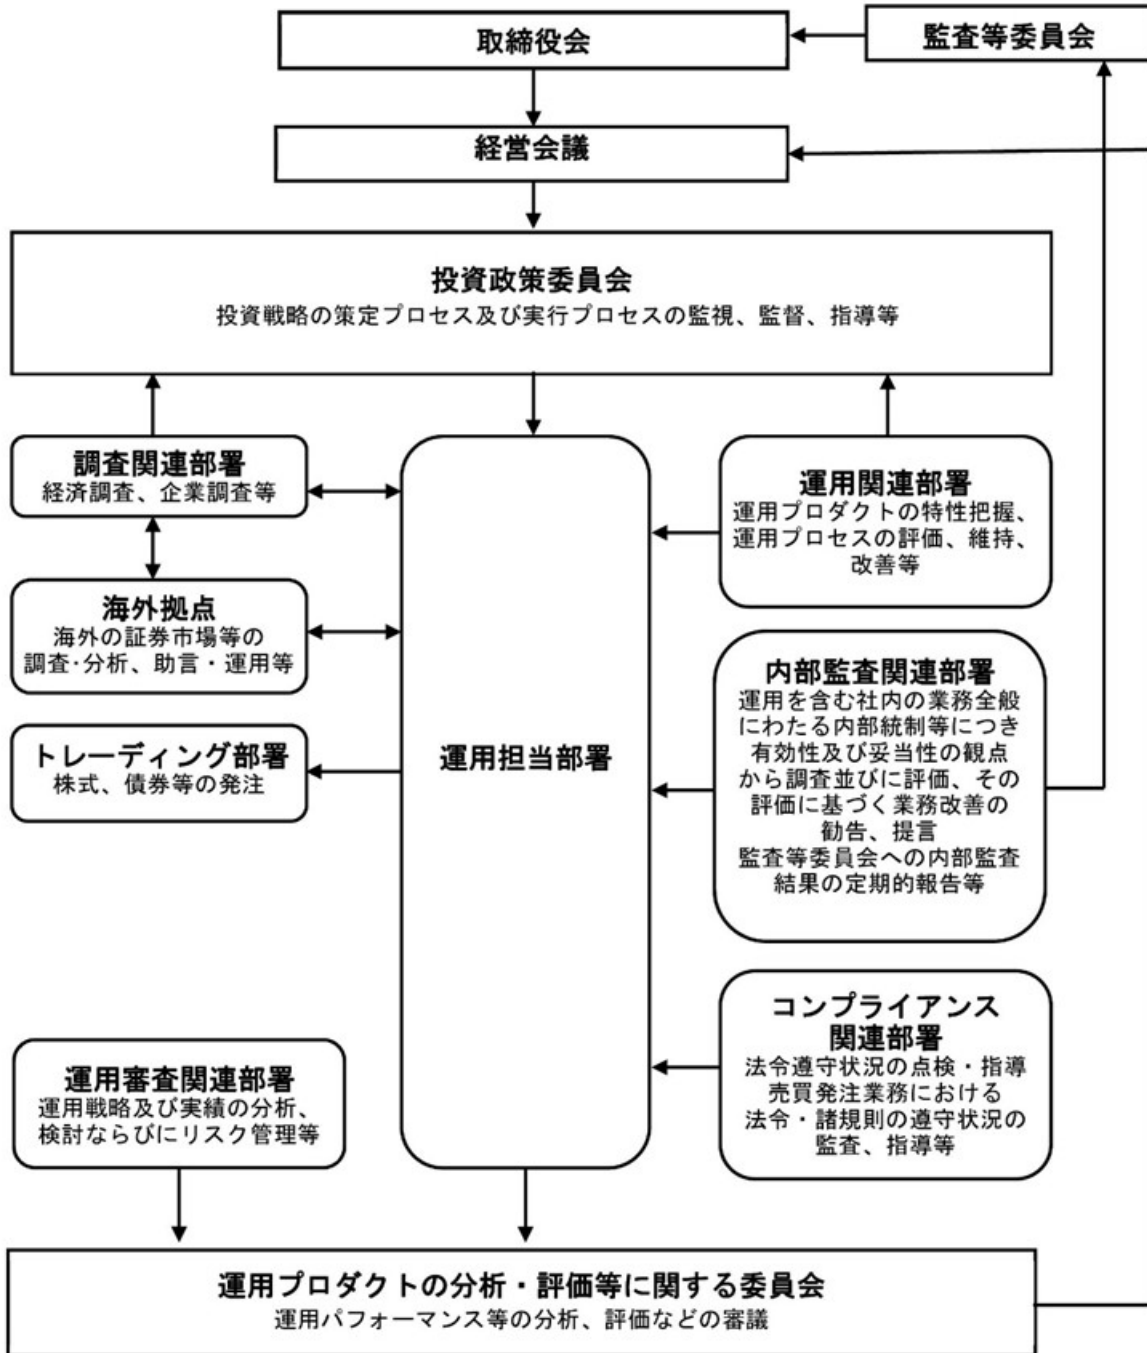 取締役会
監査等委員会
経営会議
投資政策委員会
投資戦略の策定プロセス及び実行プロセスの監視、監督、指導等
調査関連部署
経済調査、企業調査等
海外拠点
海外の証券市場等の
調査・分析、助言・運用等
トレーディング部署
株式、債券等の発注
運用担当部署
運用関連部署
運用プロダクトの特性把握、
運用プロセスの評価、維持、
改善等
内部監査関連部署
運用を含む社内の業務全般
にわたる内部統制等につき
有効性及び妥当性の観点
から調査並びに評価、その
評価に基づく業務改善の
勧告、提言
監査等委員会への内部監査
結果の定期的報告等
コンプライアンス
関連部署
法令遵守状況の点検・指導
売買発注業務における
法令・諸規則の遵守状況の
監査、指導等
運用審査関連部署
運用戦略及び実績の分析、
検討ならびにリスク管理等
運用プロダクトの分析・評価等に関する委員会
運用パフォーマンス等の分析、評価などの審議